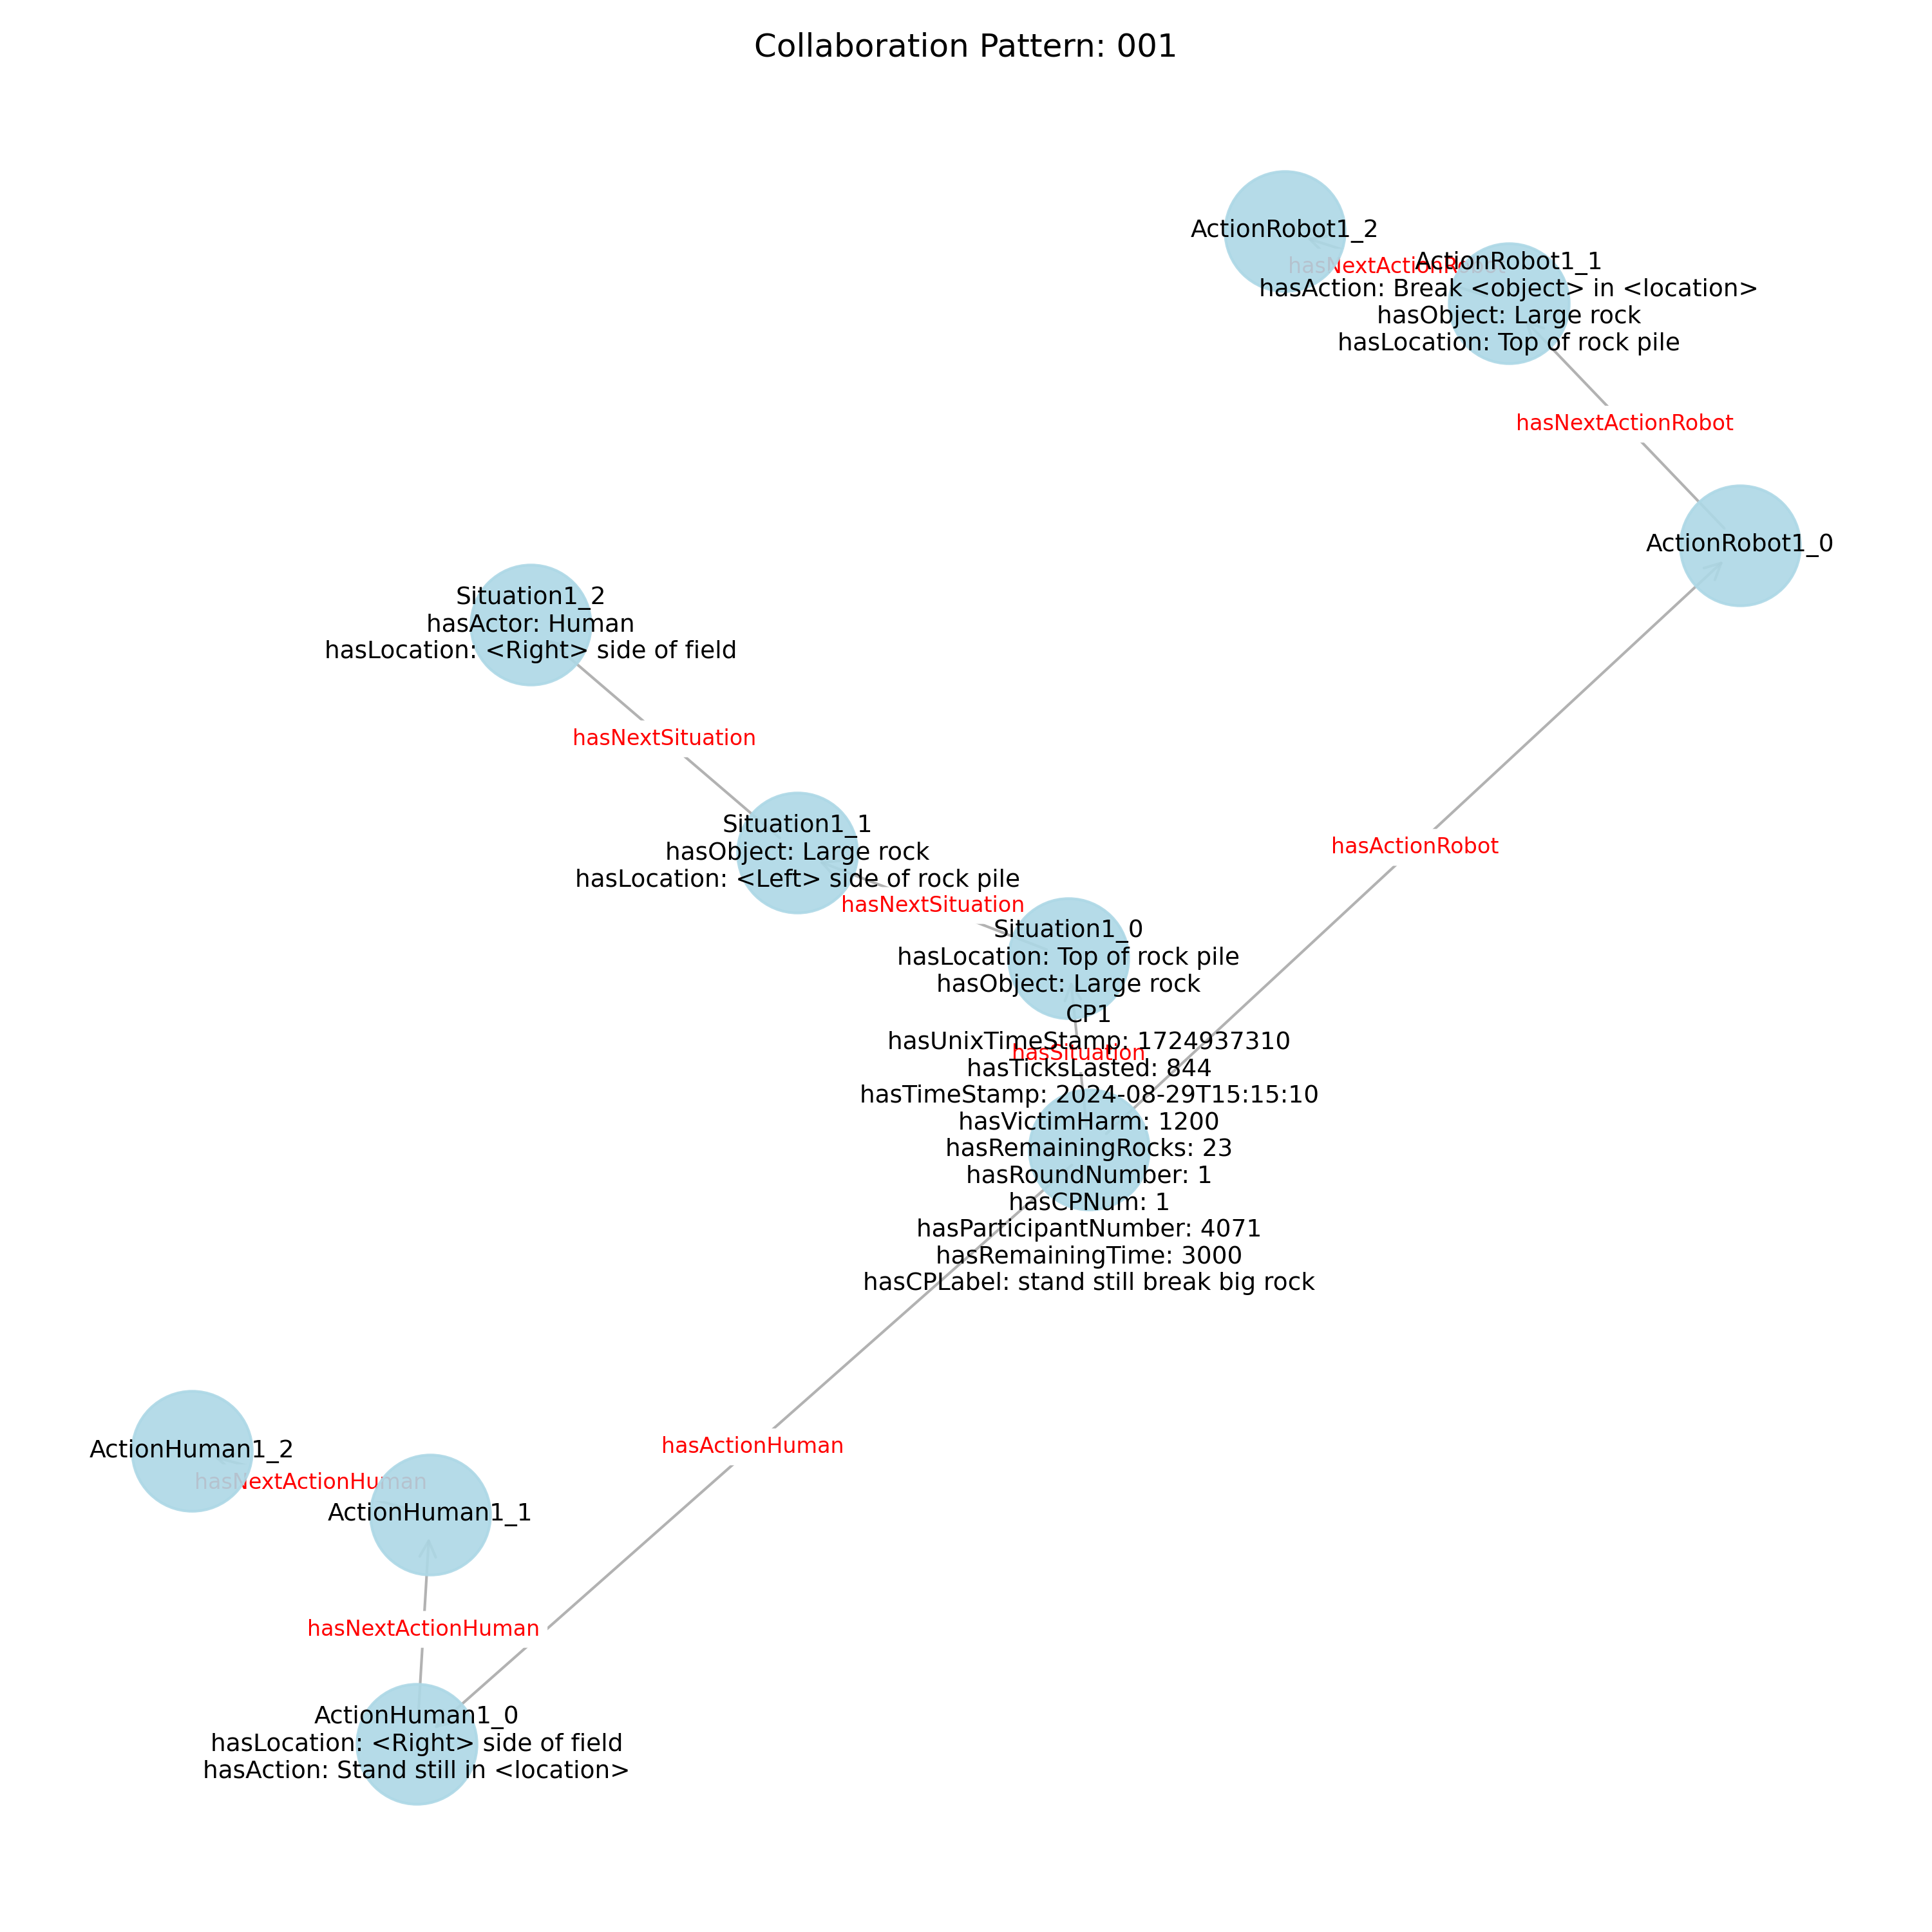 Collaboration Pattern: 001
ActionRobot1_2
hasNextActionRobot
ActionRobot1_1
hasAction: Break <object> in <location>
hasObject: Large rock
hasLocation: Top of rock pile
hasNextActionRobot
ActionRobot1_0
Situation1_2
hasActor: Human
hasLocation: <Right> side of field
hasNextSituation
Situation1_1
hasObject: Large rock
hasLocation: <Left> side of rock pile
hasActionRobot
hasNextSituation
Situation1_0
hasLocation: Top of rock pile
hasObject: Large rock
CP1
hasUnixTimeStamp: 1724937310
hasSituation
hasTicksLasted: 844
hasTimeStamp: 2024-08-29T15:15:10
hasVictimHarm: 1200
hasRemainingRocks: 23
hasRoundNumber: 1
hasCPNum: 1
hasParticipantNumber: 4071
hasRemainingTime: 3000
hasCPLabel: stand still break big rock
hasActionHuman
ActionHuman1_2
hasNextActionHuman
ActionHuman1_1
hasNextActionHuman
ActionHuman1_0
hasLocation: <Right> side of field
hasAction: Stand still in <location>